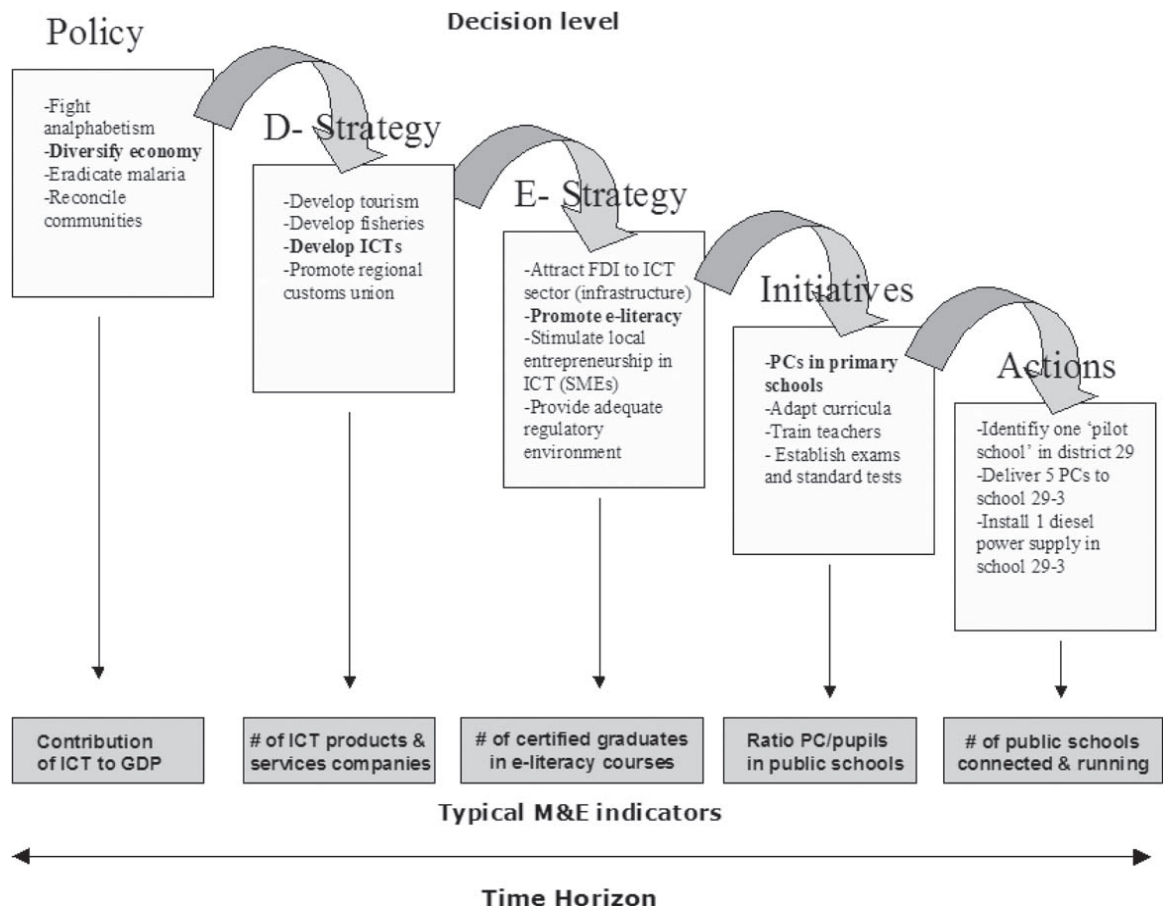 Decision level
Policy
-Fight
analphabetism
-Diversify economy
-Eradicate malaria
-Reconcile
communities
D- Strategy
-Develop tourism
-Develop fisheries
-Develop ICTs
-Promote regional
customs union
E- Strategy
-Attract FDI to ICT
sector (infrastructure)
-Promote e-literacy
-Stimulate local
entrepreneurship in
ICT (SMEs)
-Provide adequate
regulatory
environment
Initiatives
-PCs in primary
schools
-Adapt curricula
-Train teachers
- Establish exams
and standard tests
Actions
-Identifiy one ‘pilot
school’ in district 29
-Deliver 5 PCs to
school 29-3
-Install 1 diesel
power supply in
school 29-3
Contribution
of ICT to GDP
# of ICT products &
services companies
# of certified graduates
in e-literacy courses
Ratio PC/pupils
in public schools
# of public schools
connected & running
Typical M&E indicators
Time Horizon